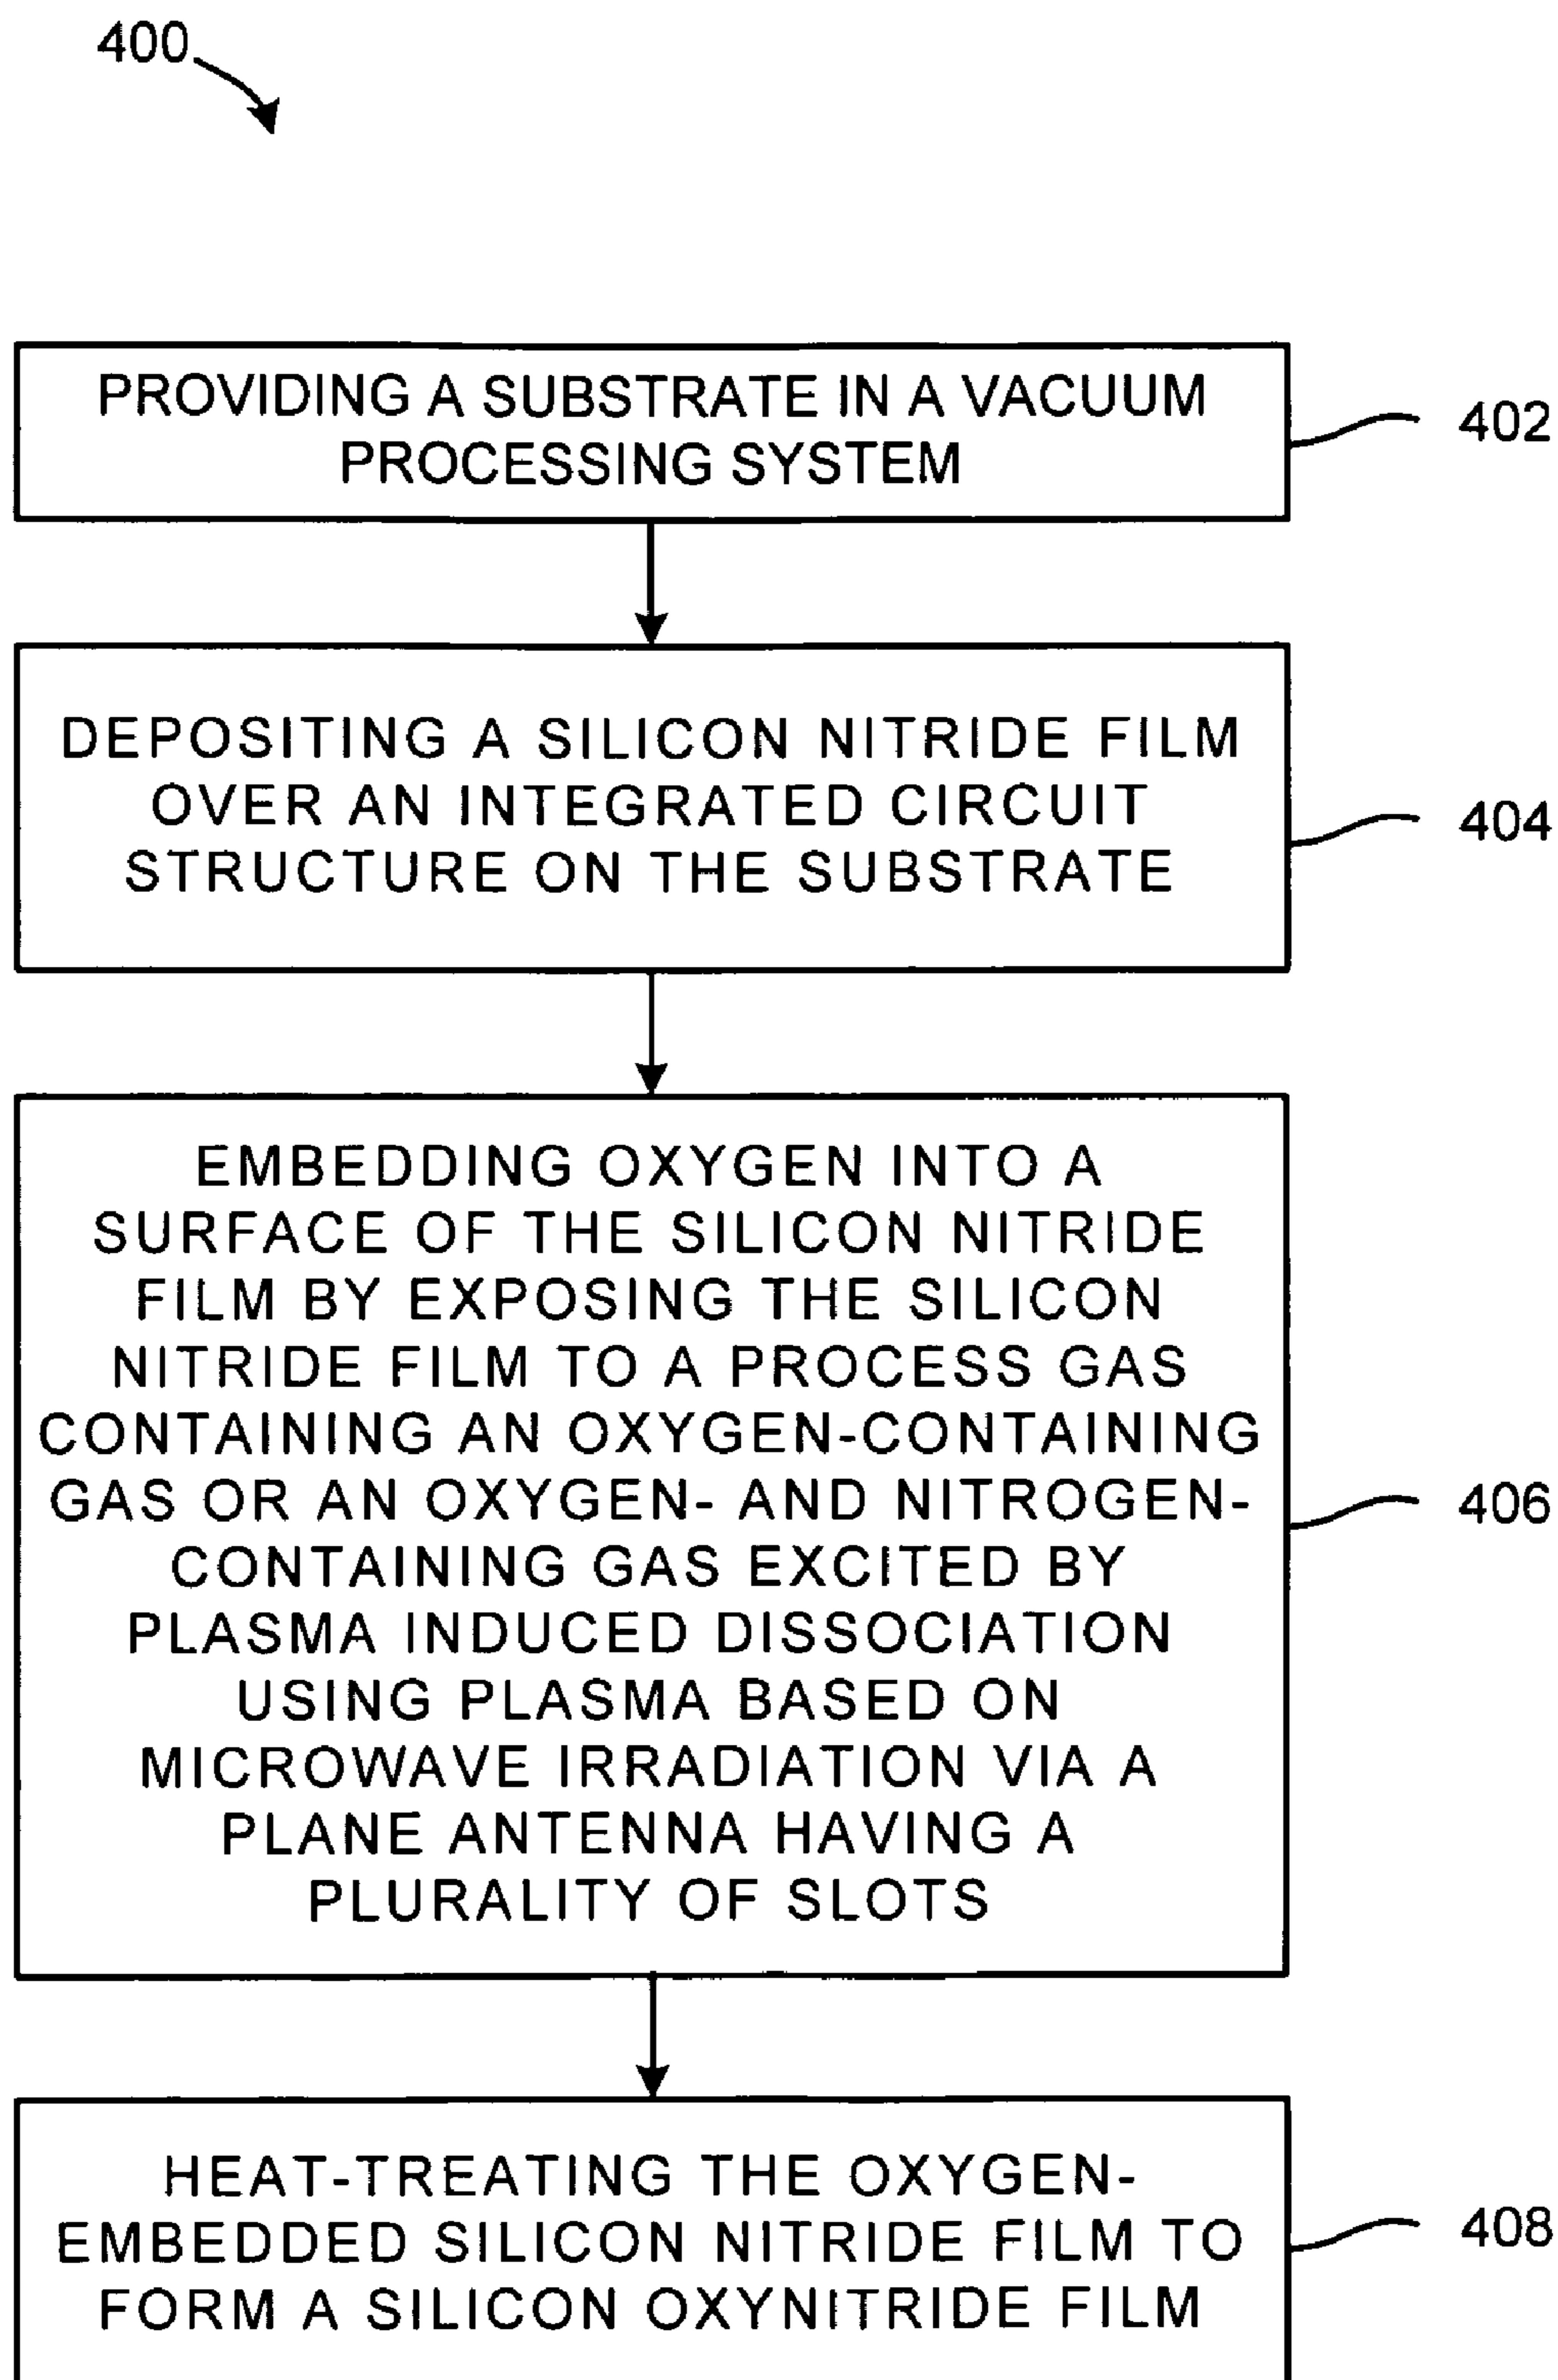 400
PROVIDING A SUBSTRATE IN A VACUUM
PROCESSING SYSTEM
402
DEPOSITING A SILICON NITRIDE FILM
OVER AN INTEGRATED CIRCUIT
STRUCTURE ON THE SUBSTRATE
404
EMBEDDING OXYGEN INTO A
SURFACE OF THE SILICON NITRIDE
FILM BY EXPOSING THE SILICON
NITRIDE FILM TO A PROCESS GAS
CONTAINING AN OXYGEN-CONTAINING
GAS OR AN OXYGEN- AND NITROGEN-
CONTAINING GAS EXCITED BY
PLASMA INDUCED DISSOCIATION
USING PLASMA BASED ON
MICROWAVE IRRADIATION VIA A
PLANE ANTENNA HAVING A
PLURALITY OF SLOTS
406
HEAT-TREATING THE OXYGEN-
EMBEDDED SILICON NITRIDE FILM TO
FORM A SILICON OXYNITRIDE FILM
408